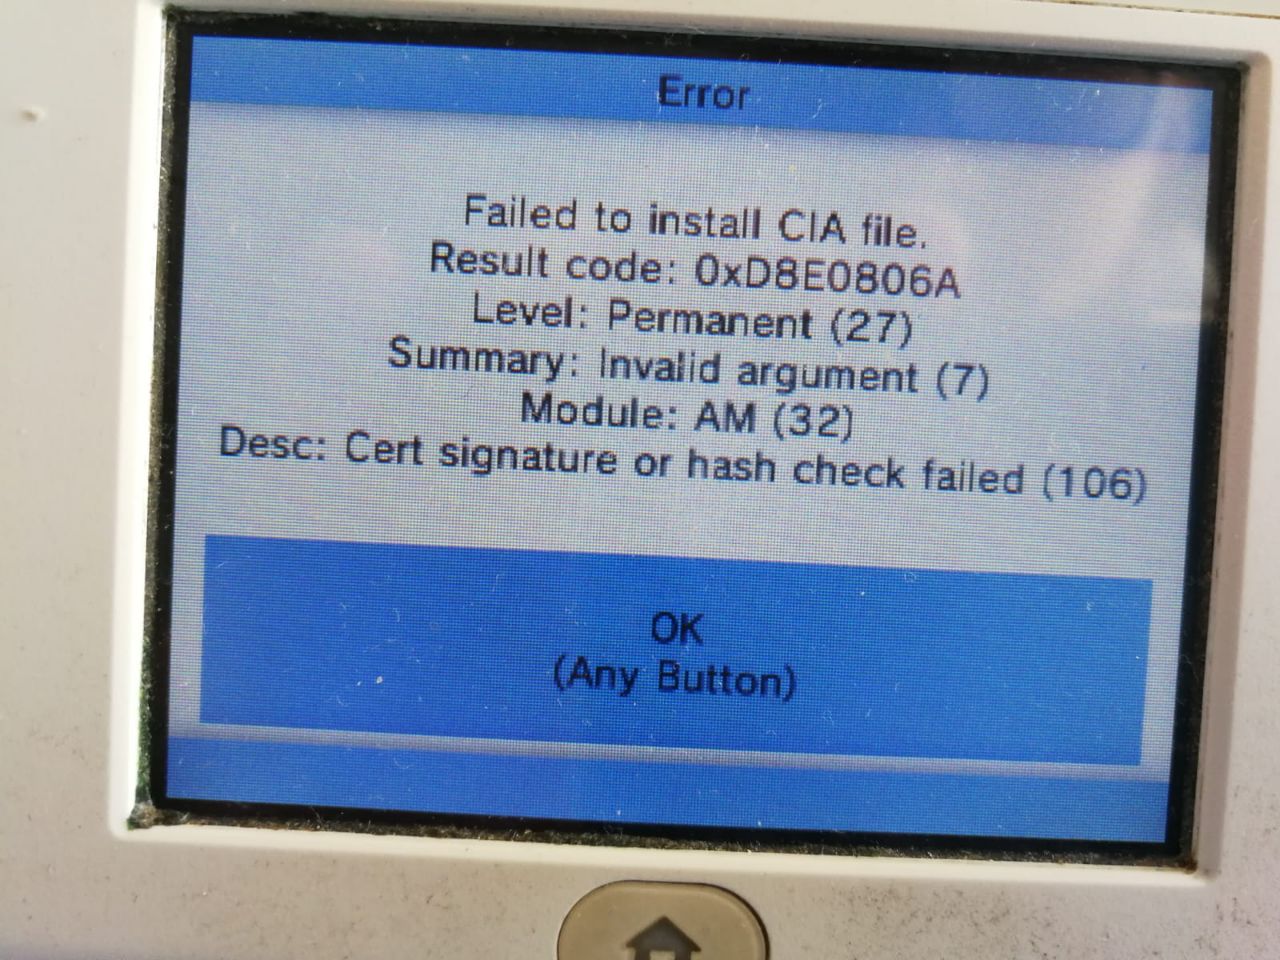 Error
Failed to install CIA file.
Result code: 0xD8E0806A
Level: Permanent (27)
Summary: Invalid argument (7)
Module: AM (32)
Desc: Cert signature or hash check failed (106)
OK
(Any Button)